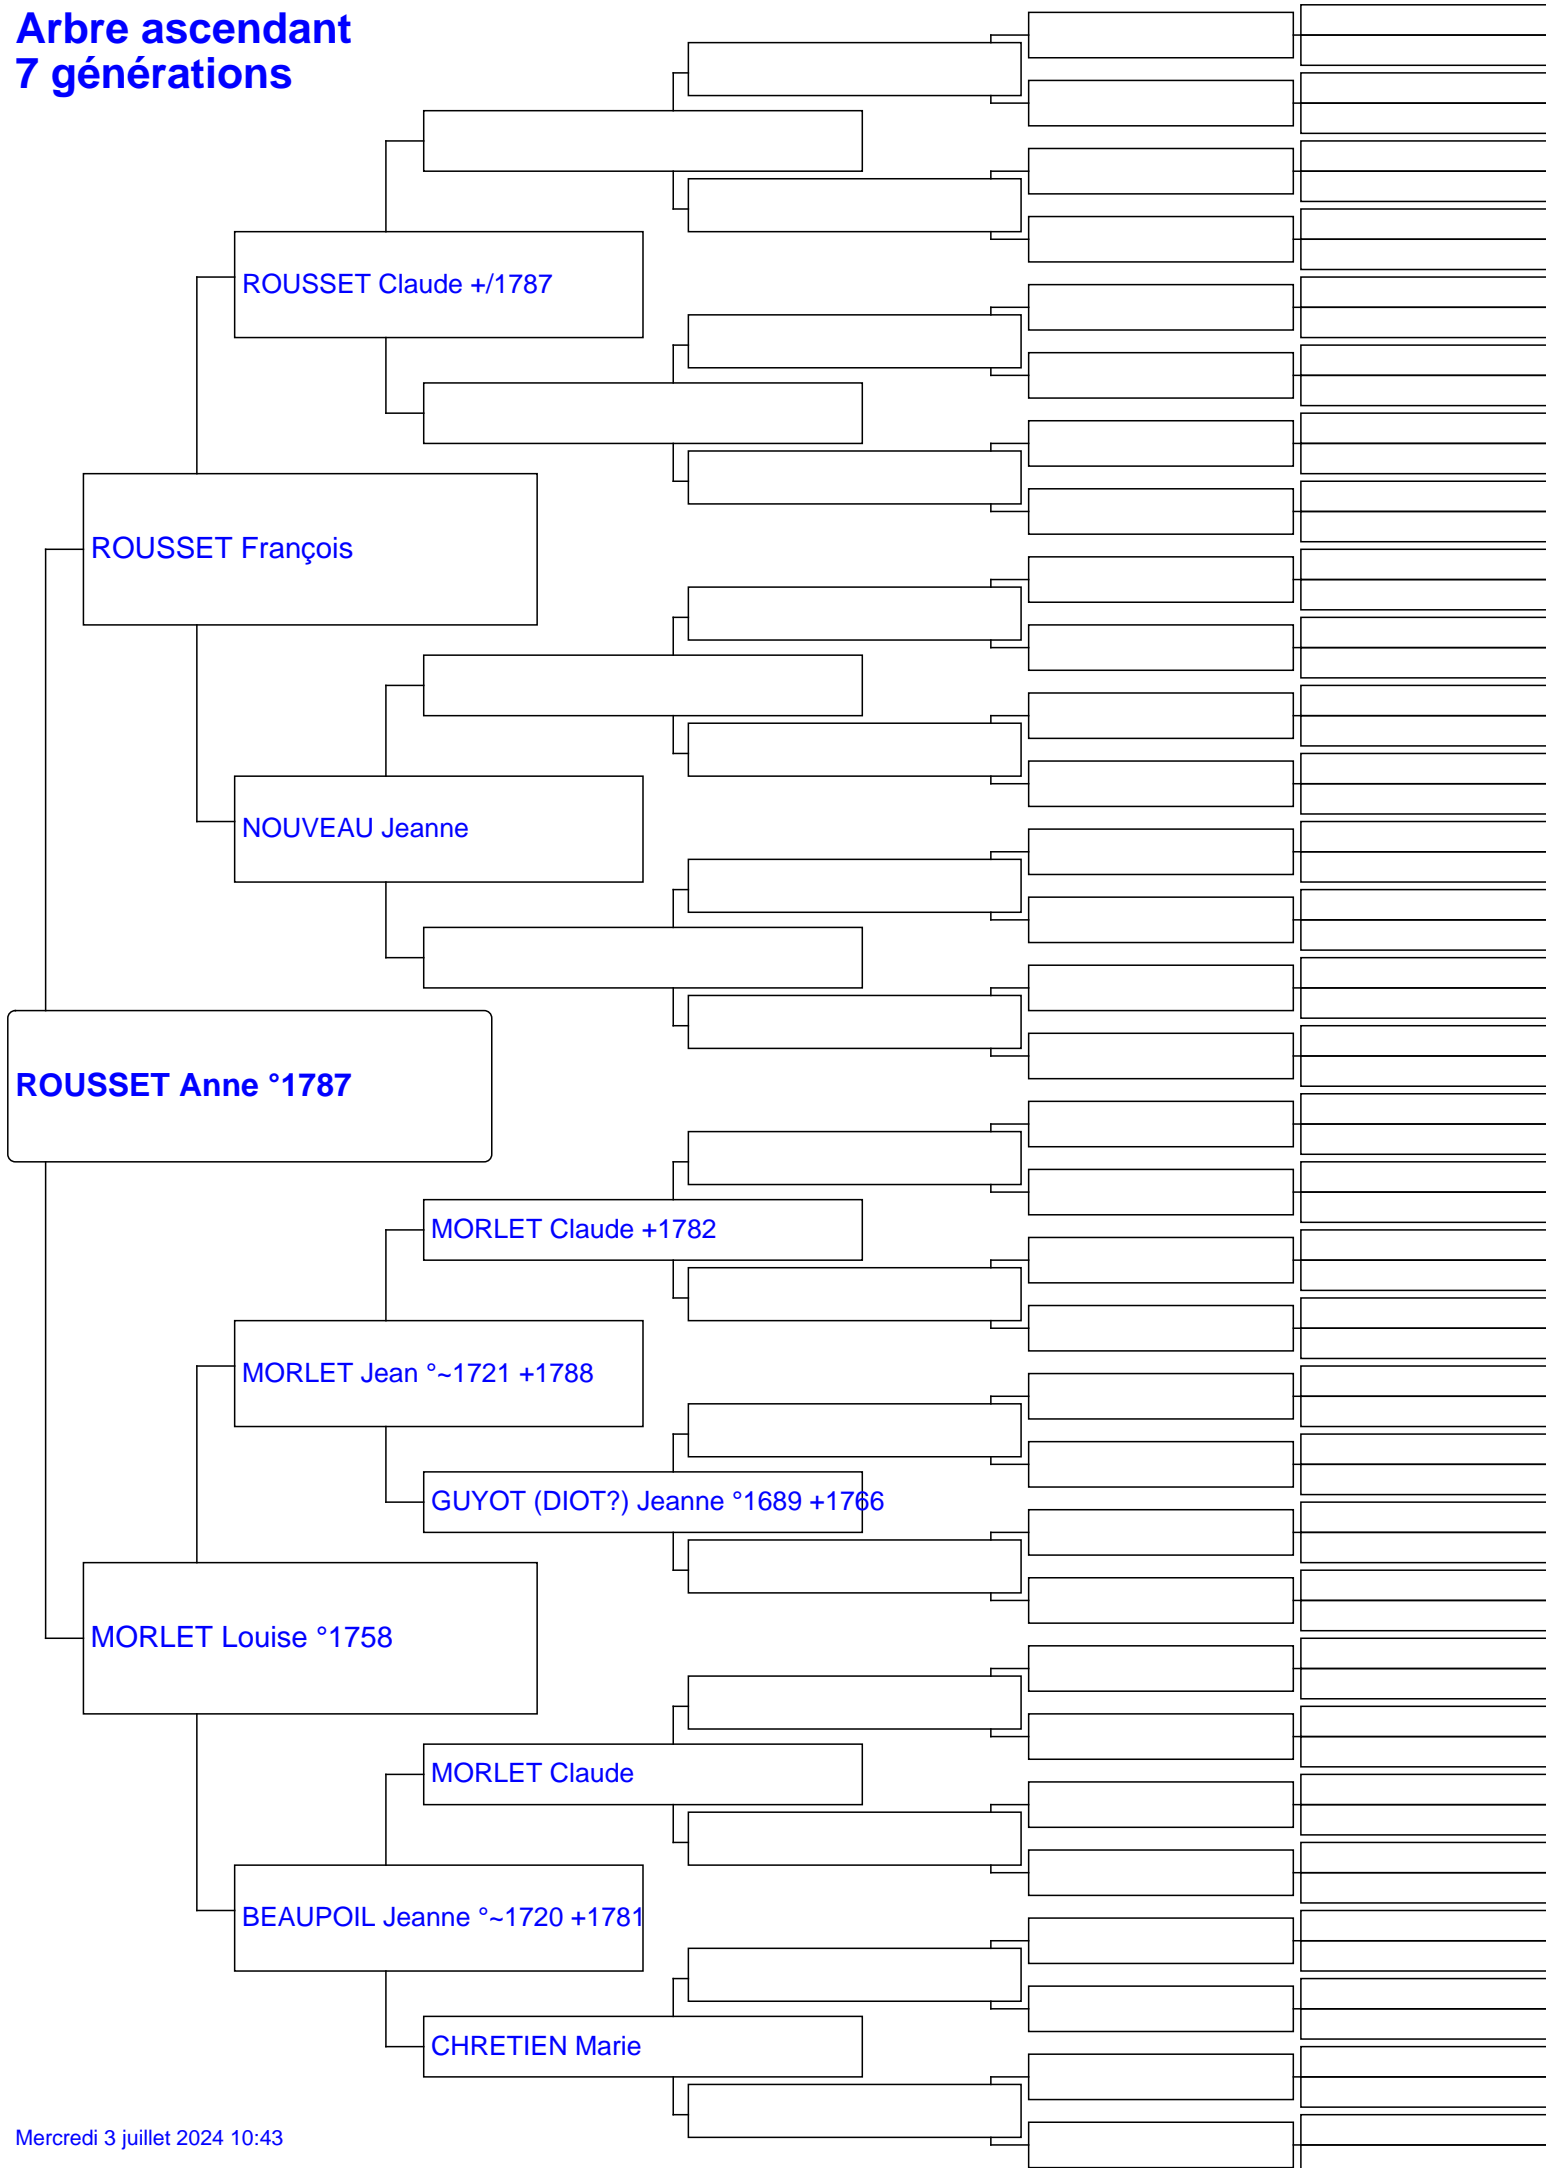 Arbre ascendant
7 générations
ROUSSET Claude +/1787
ROUSSET François
NOUVEAU Jeanne
ROUSSET Anne °1787
MORLET Claude +1782
MORLET Jean °~1721 +1788
GUYOT (DIOT?) Jeanne °1689 +1766
MORLET Louise °1758
MORLET Claude
BEAUPOIL Jeanne °~1720 +1781
CHRETIEN Marie
Mercredi 3 juillet 2024 10:43